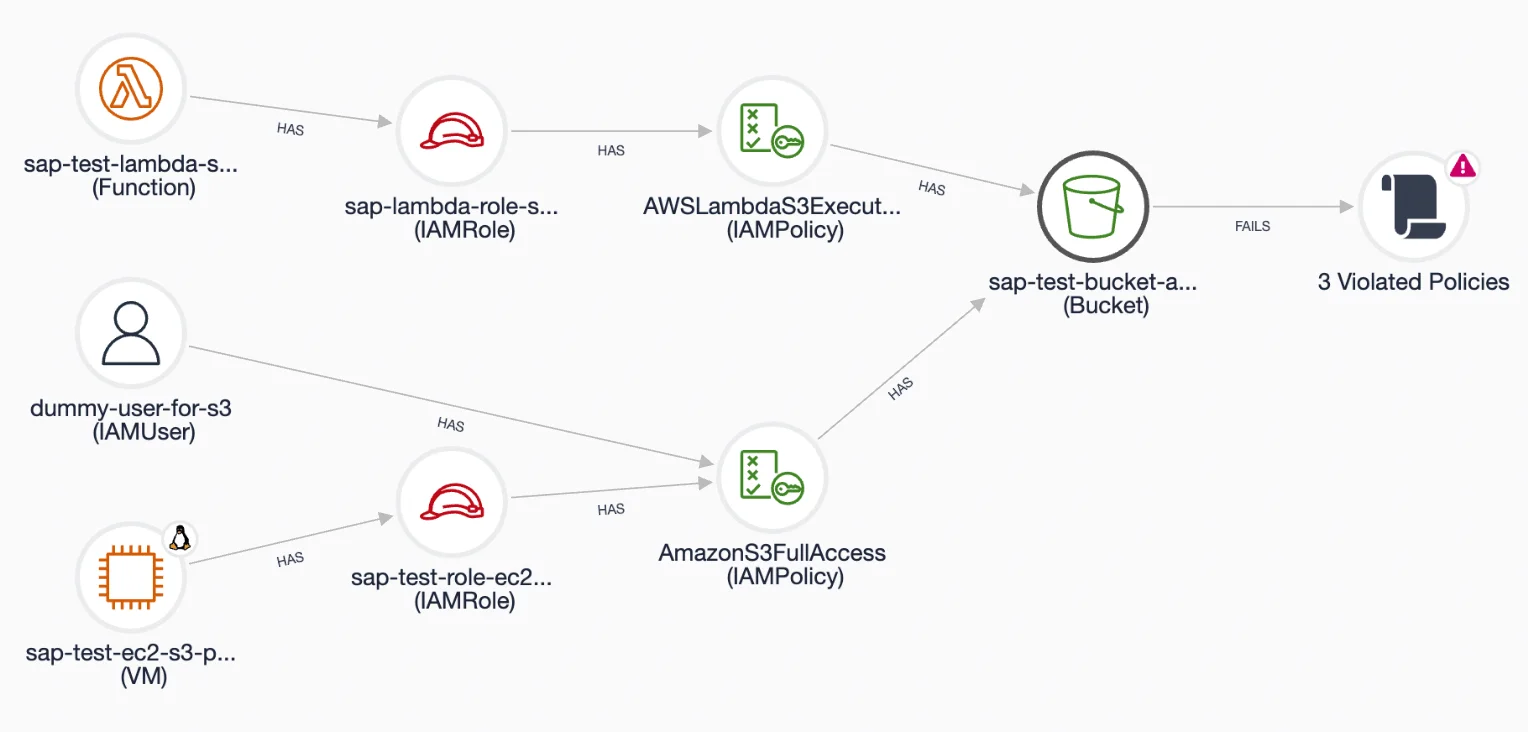 HAS
sap-test-lambda-s...
(Function)
HAS
sap-lambda-role-s...
(IAMRole)
HAS
AWSLambdaS3Execut...
(IAMPolicy)
FAILS
sap-test-bucket-a...
(Bucket)
3 Violated Policies
dummy-user-for-s3
(IAMUser)
HAS
HAS
HAS
sap-test-ec2-s3-p...
(VM)
HAS
sap-test-role-ec2...
(IAMRole)
AmazonS3FullAccess
(IAMPolicy)
HAS